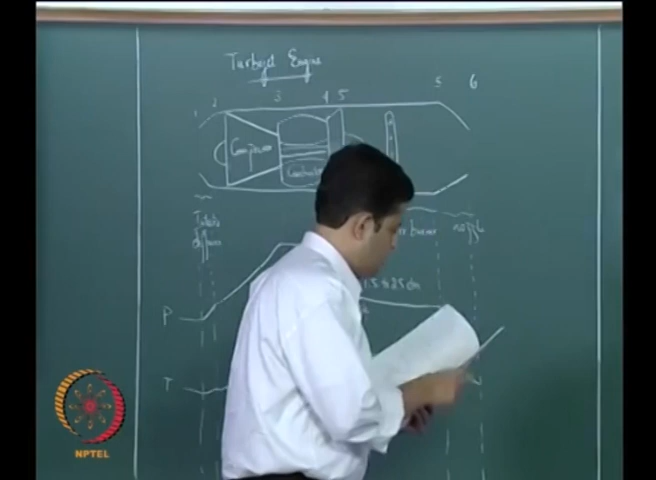 Turbojet Engine
1 2 3 4 5 5 6
Compressor
Combustor
Intake
diffuser
burner
nozzle
1.5 to 25 atm
P
T
NPTEL